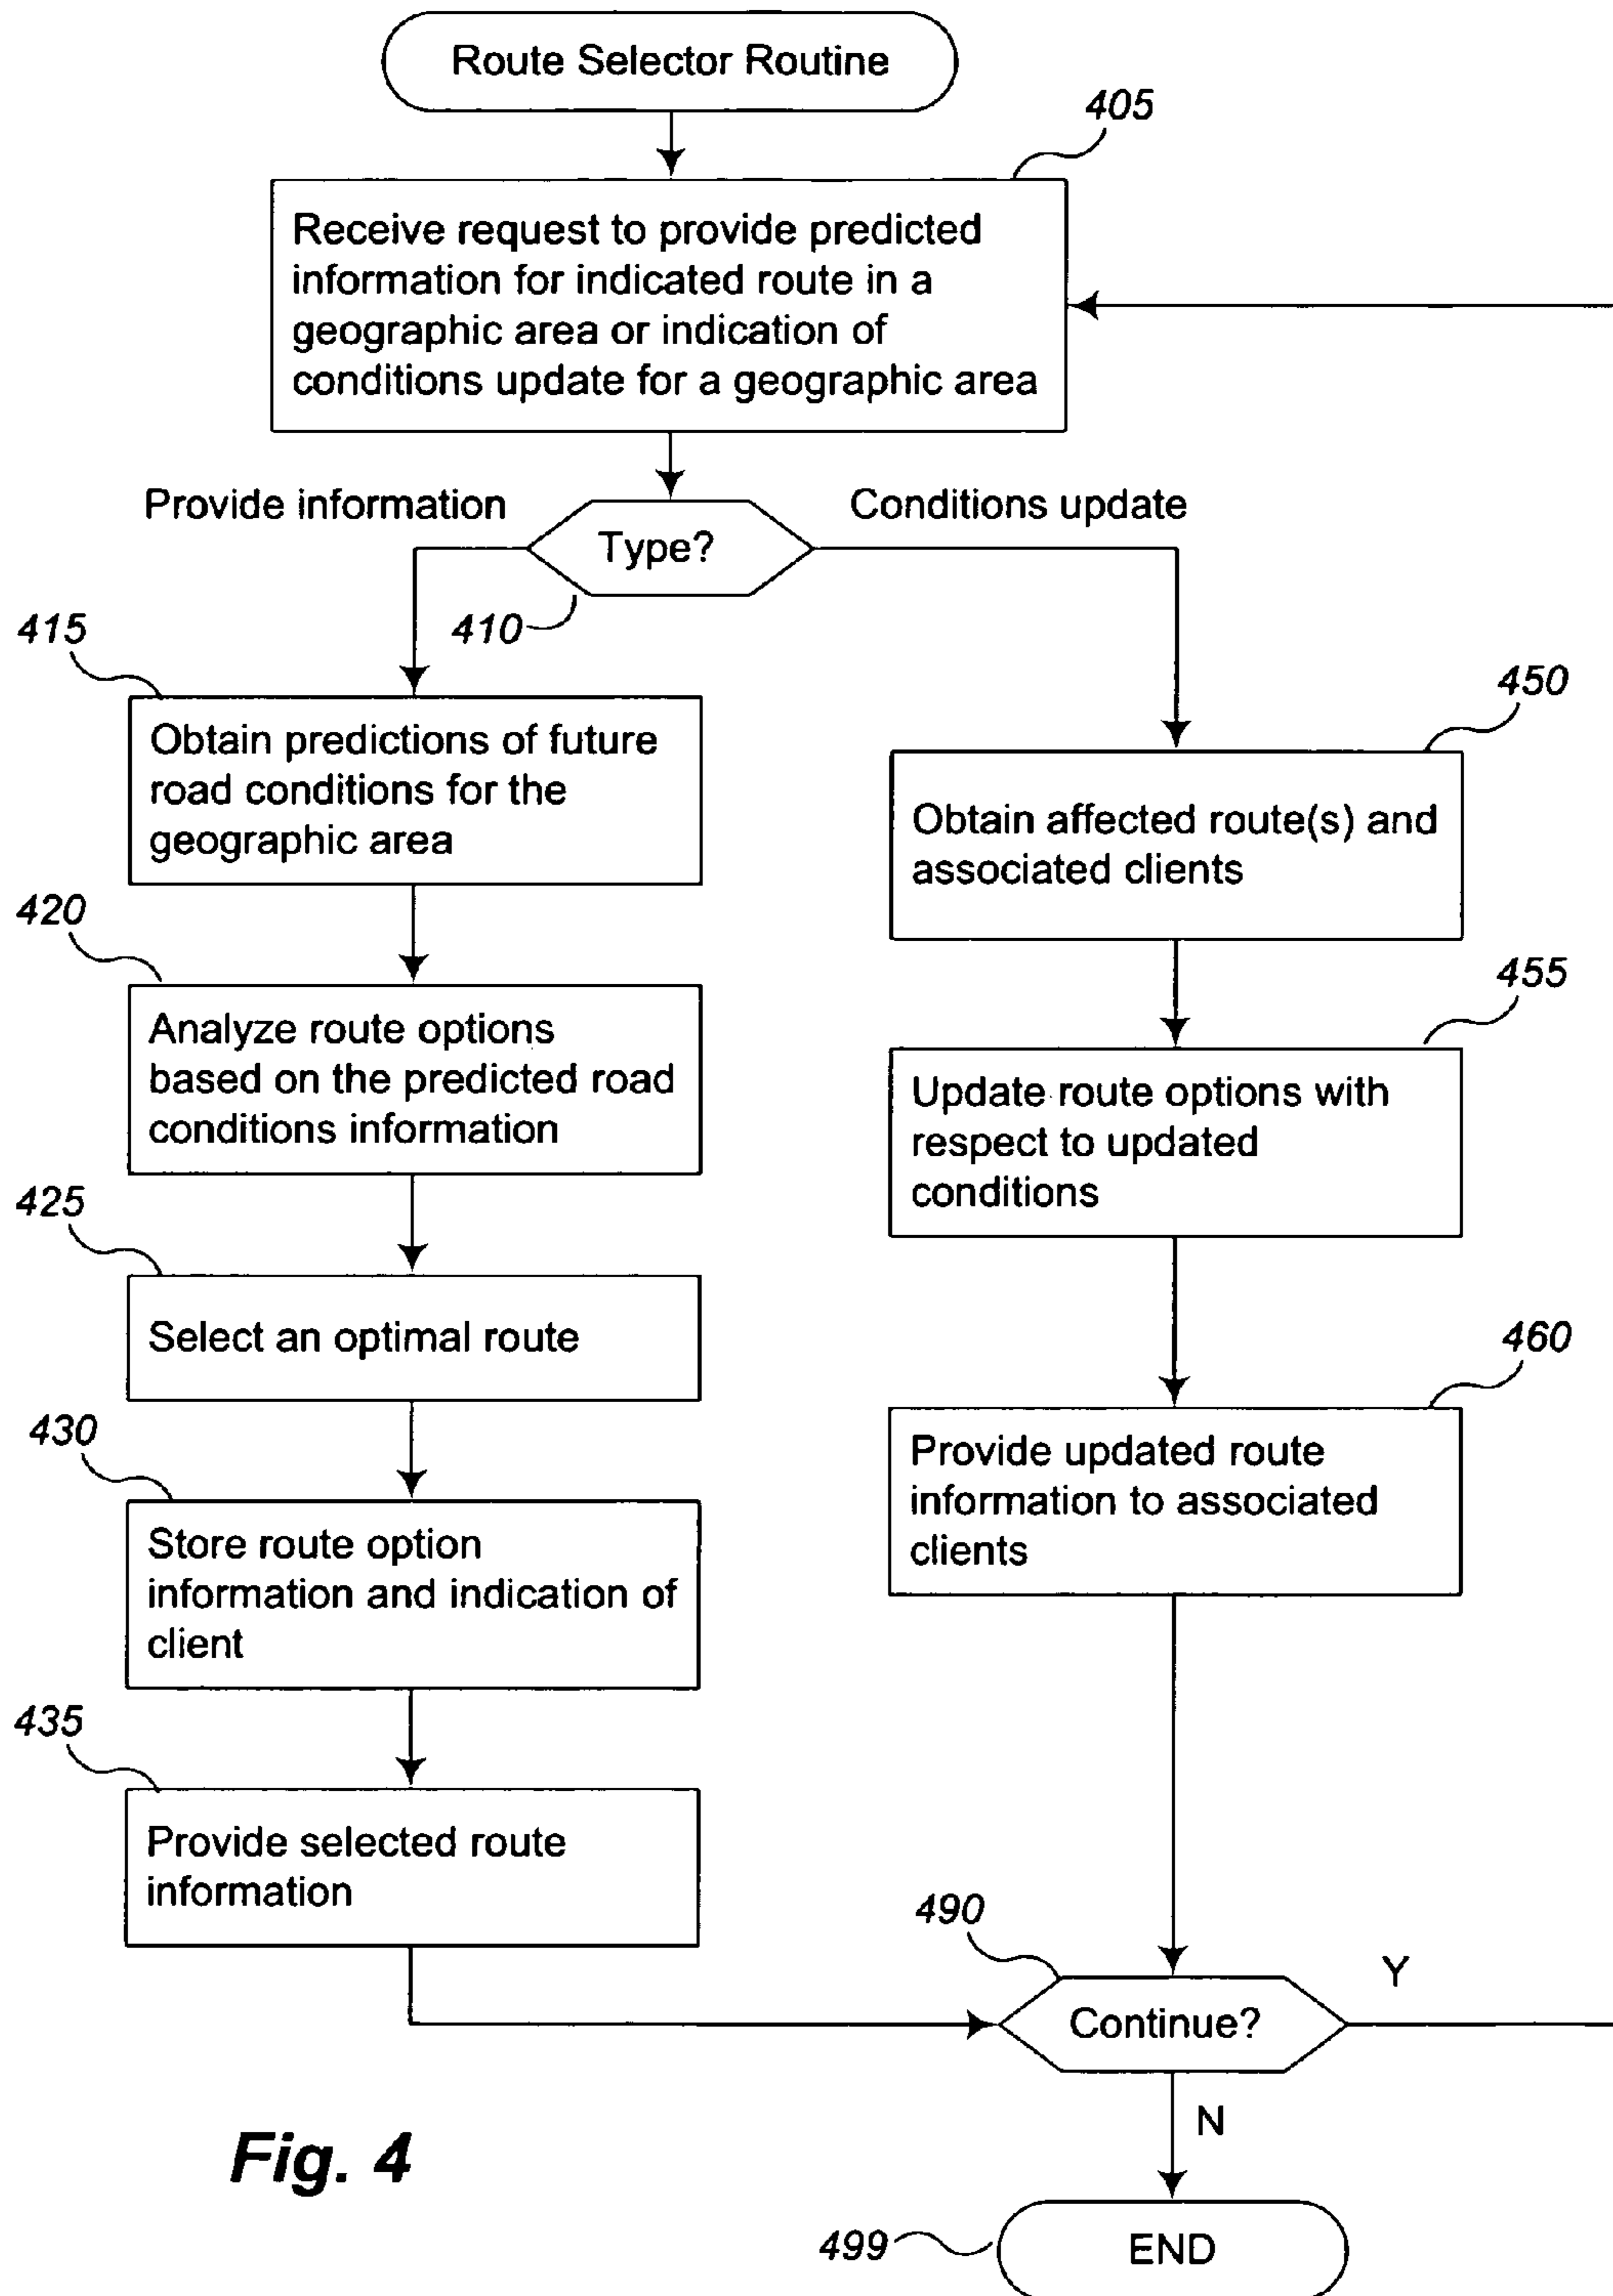 Route Selector Routine
405
Receive request to provide predicted
information for indicated route in a
geographic area or indication of
conditions update for a geographic area
Provide information
Conditions update
Type?
410
415
Obtain predictions of future
road conditions for the
geographic area
420
Analyze route options
based on the predicted road
conditions information
425
Select an optimal route
430
Store route option
information and indication of
client
435
Provide selected route
information
450
Obtain affected route(s) and
associated clients
455
Update route options with
respect to updated
conditions
460
Provide updated route
information to associated
clients
490
Continue?
Y
N
499
END
Fig. 4